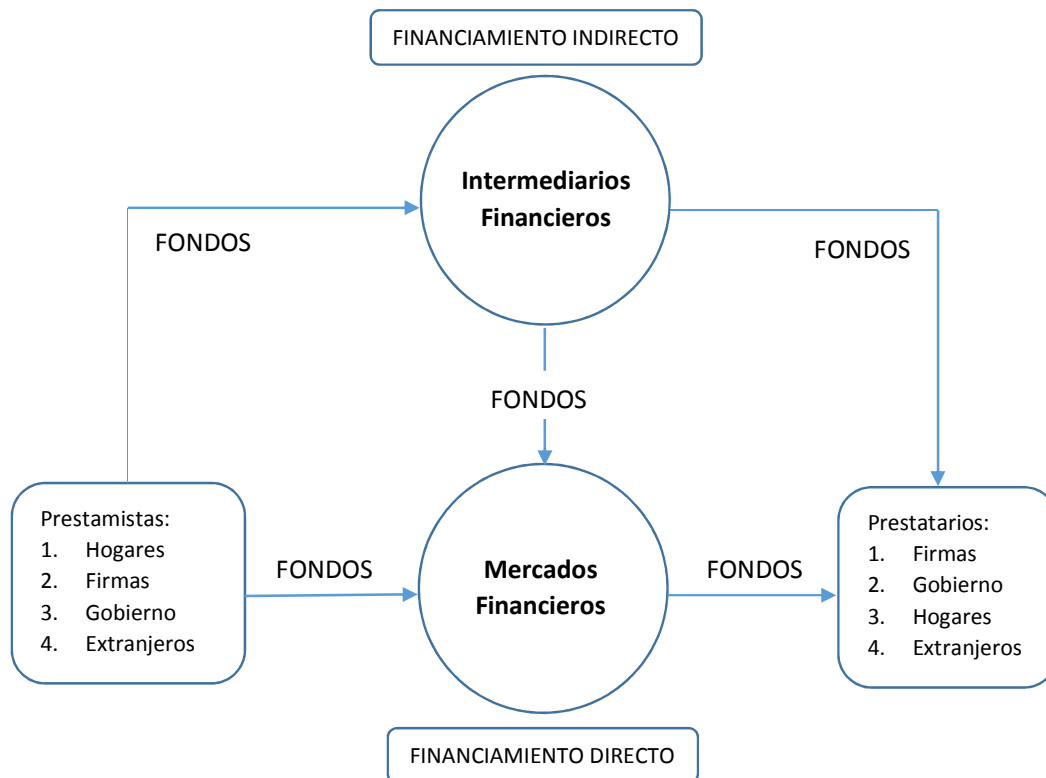 FINANCIAMIENTO INDIRECTO
Intermediarios
Financieros
FONDOS
FONDOS
FONDOS
Prestamistas:
1. Hogares
2. Firmas
3. Gobierno
4. Extranjeros
FONDOS
Mercados
Financieros
FONDOS
Prestatarios:
1. Firmas
2. Gobierno
3. Hogares
4. Extranjeros
FINANCIAMIENTO DIRECTO